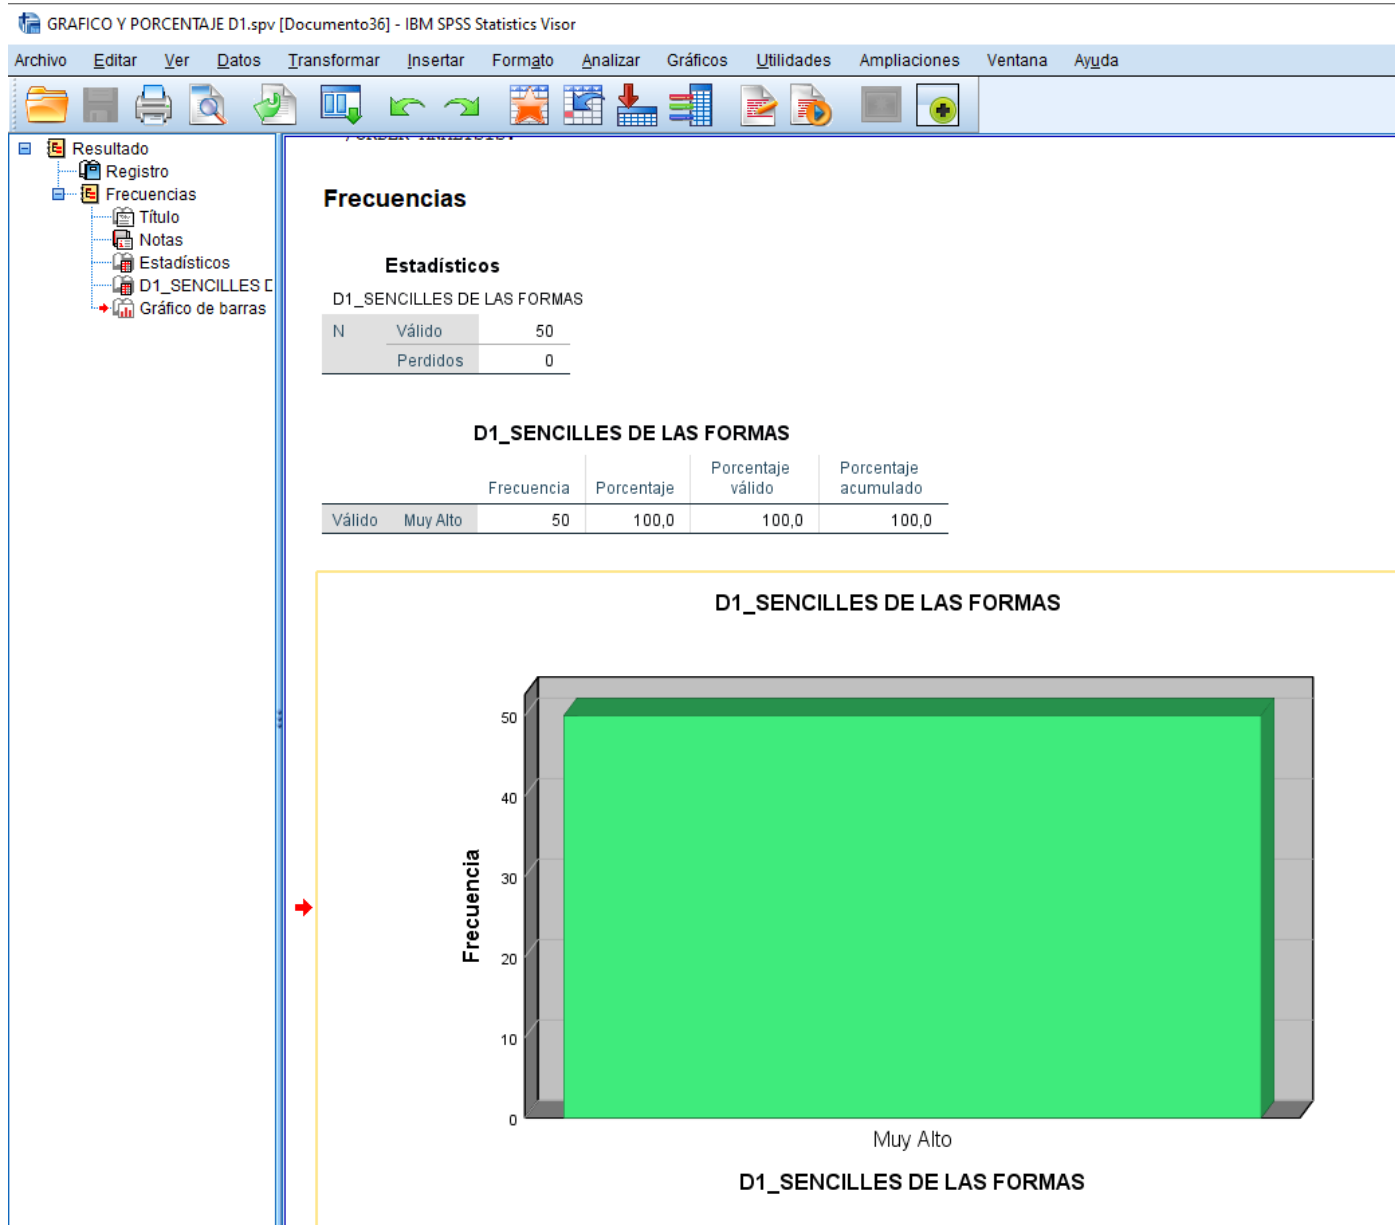 GRAFICO Y PORCENTAJE D1.spv [Documento36] - IBM SPSS Statistics Visor
Archivo Editar Ver Datos Transformar Insertar Formato Analizar Gráficos Utilidades Ampliaciones Ventana Ayuda
Resultado
Registro
Frecuencias
Título
Notas
Estadísticos
D1_SENCILLES D
Gráfico de barras
/ORDER ANALYSIS.
Frecuencias
Estadísticos
D1_SENCILLES DE LAS FORMAS
N Válido 50
Perdidos 0
D1_SENCILLES DE LAS FORMAS
Frecuencia Porcentaje Porcentaje válido Porcentaje acumulado
Válido Muy Alto 50 100,0 100,0 100,0
D1_SENCILLES DE LAS FORMAS
50
40
30
20
10
0
Frecuencia
Muy Alto
D1_SENCILLES DE LAS FORMAS